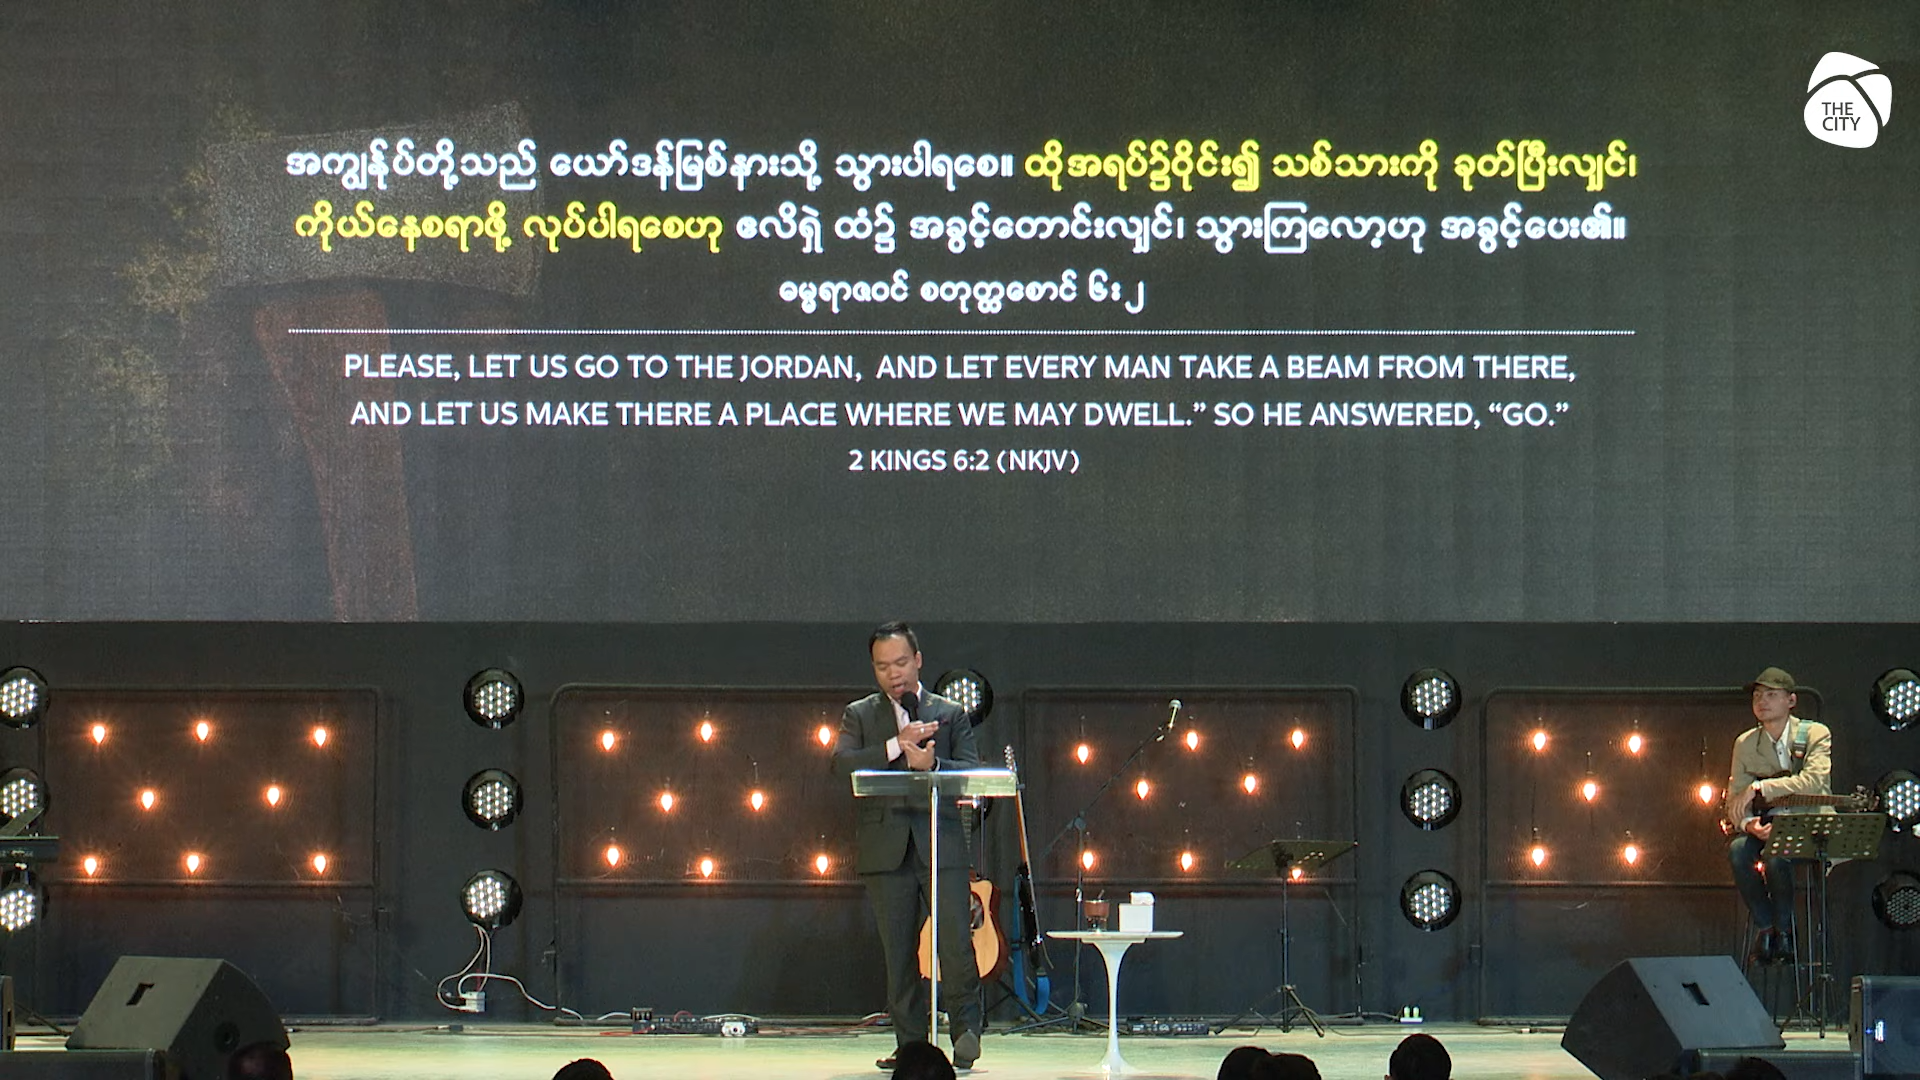 THE
CITY
အကျွန်ုပ်တို့သည် ယော်ဒန်မြစ်နားသို့ သွားပါရစေ။ ထိုအရပ်၌ဝိုင်း၍ သစ်သားကို ခုတ်ပြီးလျှင်၊
ကိုယ်နေစရာဖို့ လုပ်ပါရစေဟု ဧလိရှဲ ထံ၌ အခွင့်တောင်းလျှင်၊ သွားကြလော့ဟု အခွင့်ပေး၏။
ဓမ္မရာဇဝင် စတုတ္ထစောင် ၆း၂
PLEASE, LET US GO TO THE JORDAN, AND LET EVERY MAN TAKE A BEAM FROM THERE,
AND LET US MAKE THERE A PLACE WHERE WE MAY DWELL.” SO HE ANSWERED, “GO.”
2 KINGS 6:2 (NKJV)